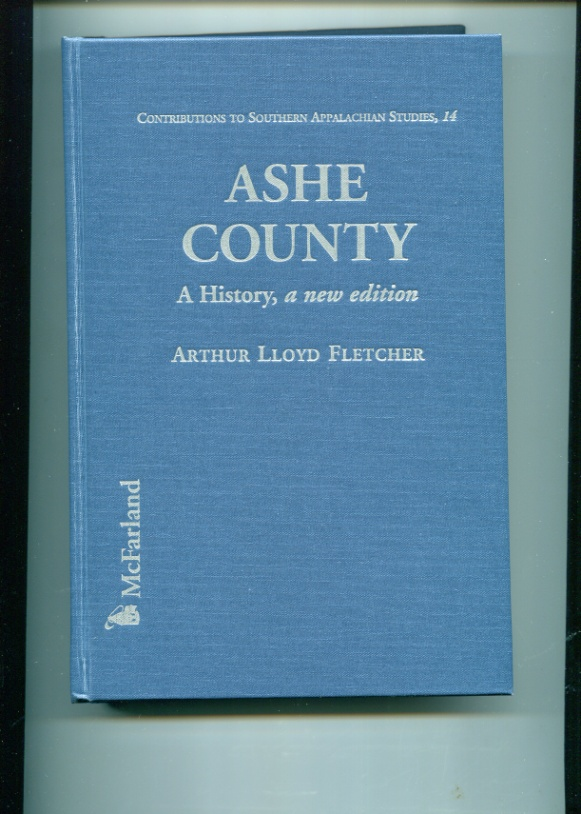 CONTRIBUTIONS TO SOUTHERN APPALACHIAN STUDIES, 14
ASHE
COUNTY
A History, a new edition
ARTHUR LLOYD FLETCHER
McFarland